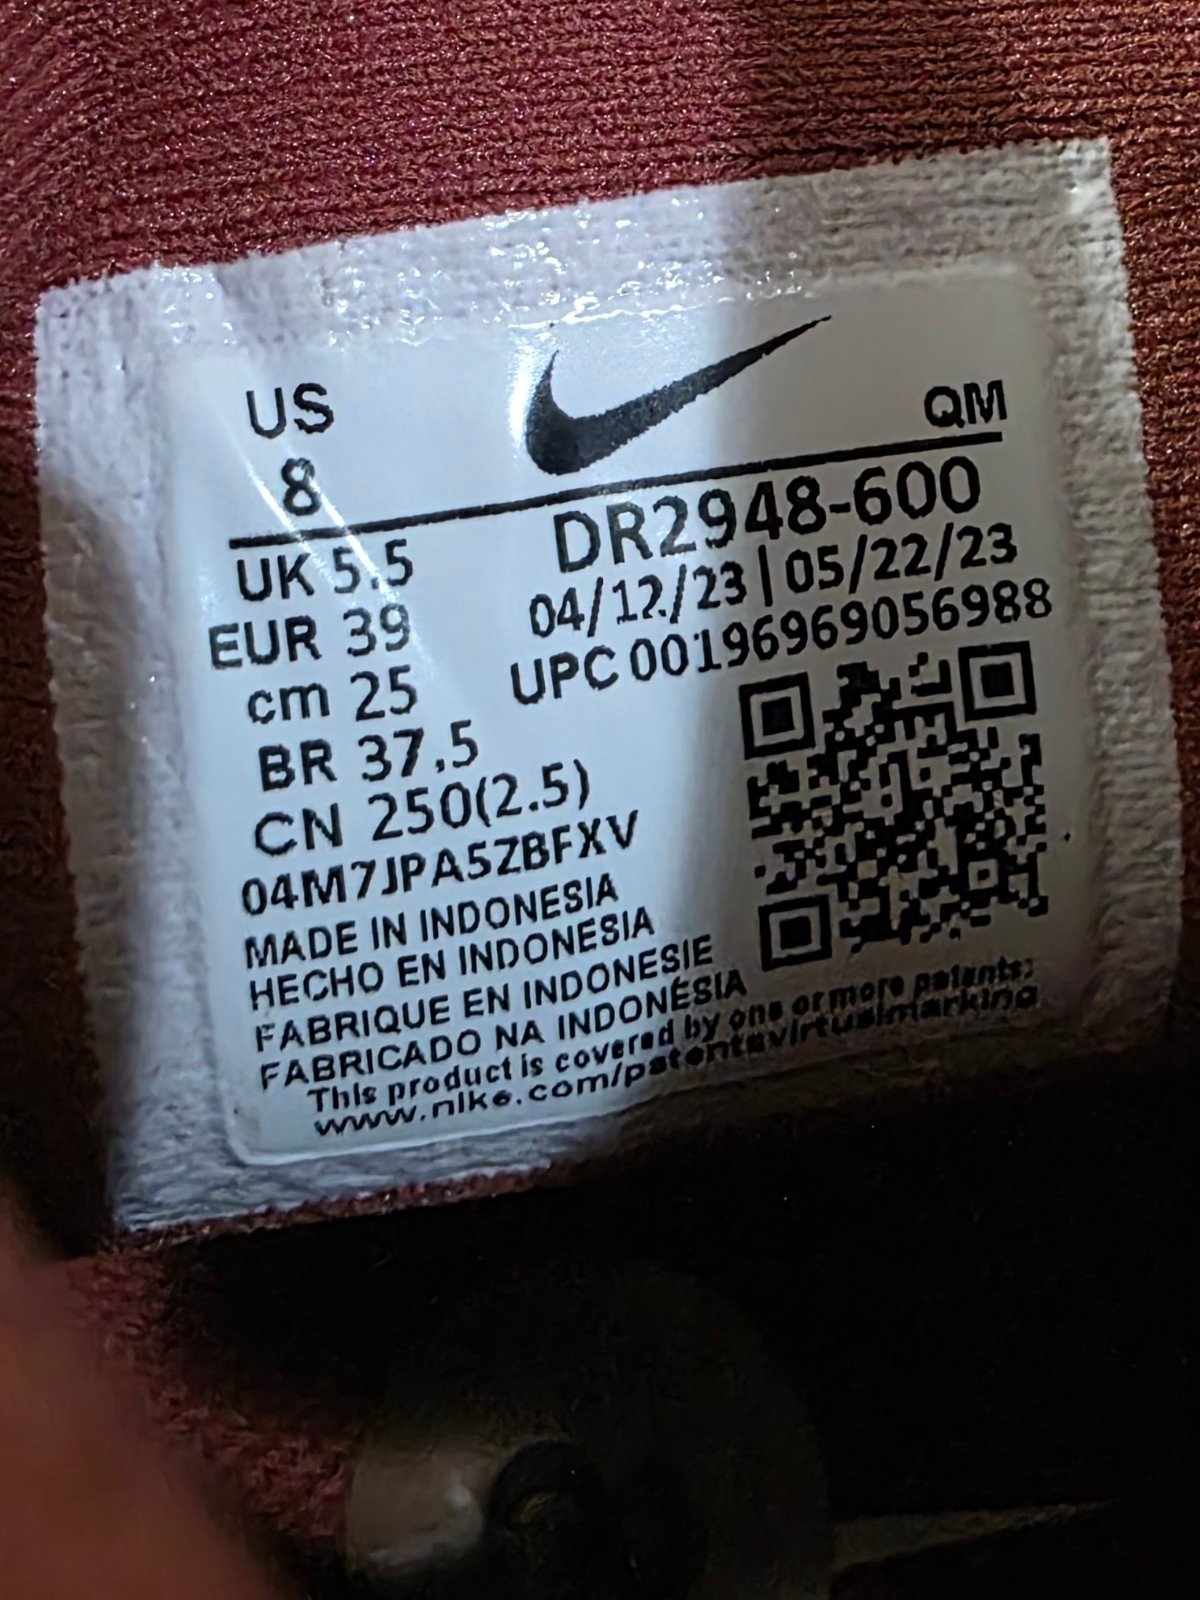 US
8
QM
UK 5.5
DR2948-600
EUR 39
04/12/23 | 05/22/23
cm 25
UPC 00196969056988
BR 37.5
CN 250(2.5)
04M7JPA5ZBFXV
MADE IN INDONESIA
HECHO EN INDONESIA
FABRIQUE EN INDONESIE
FABRICADO NA INDONÉSIA
This product is covered by one or more patents:
www.nike.com/patentsvirtualmarking